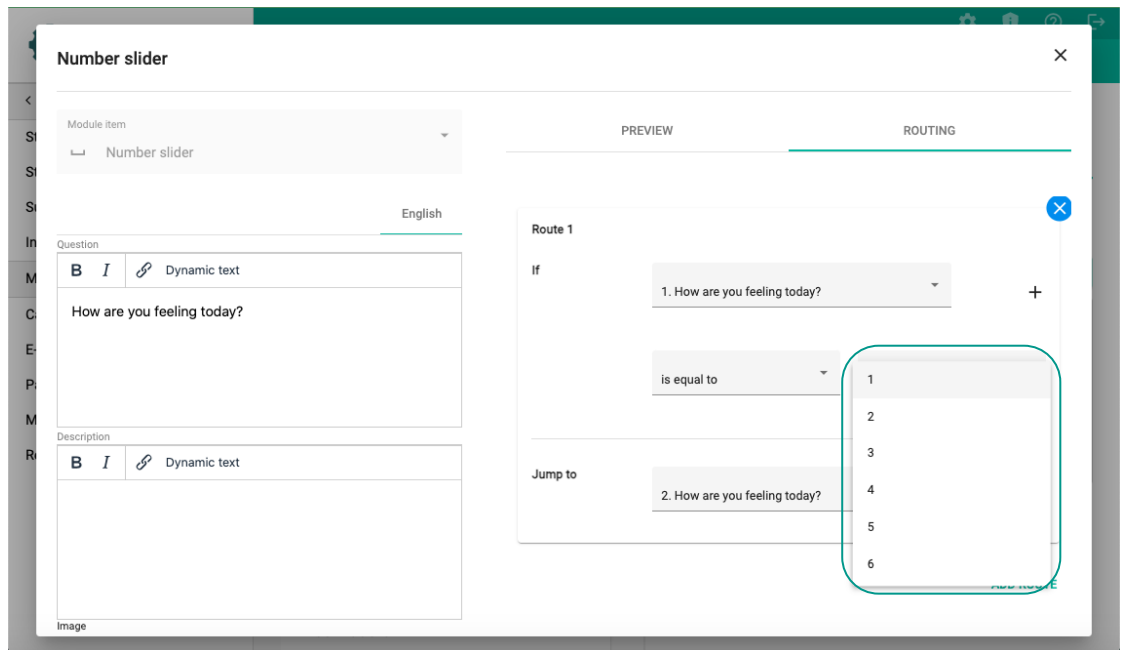 Number slider
Module item
Number slider
English
Question
B I Dynamic text
How are you feeling today?
Description
B I Dynamic text
Image
PREVIEW
ROUTING
Route 1
If
1. How are you feeling today?
is equal to
1
2
3
4
5
6
Jump to
2. How are you feeling today?
ADD ROUTE